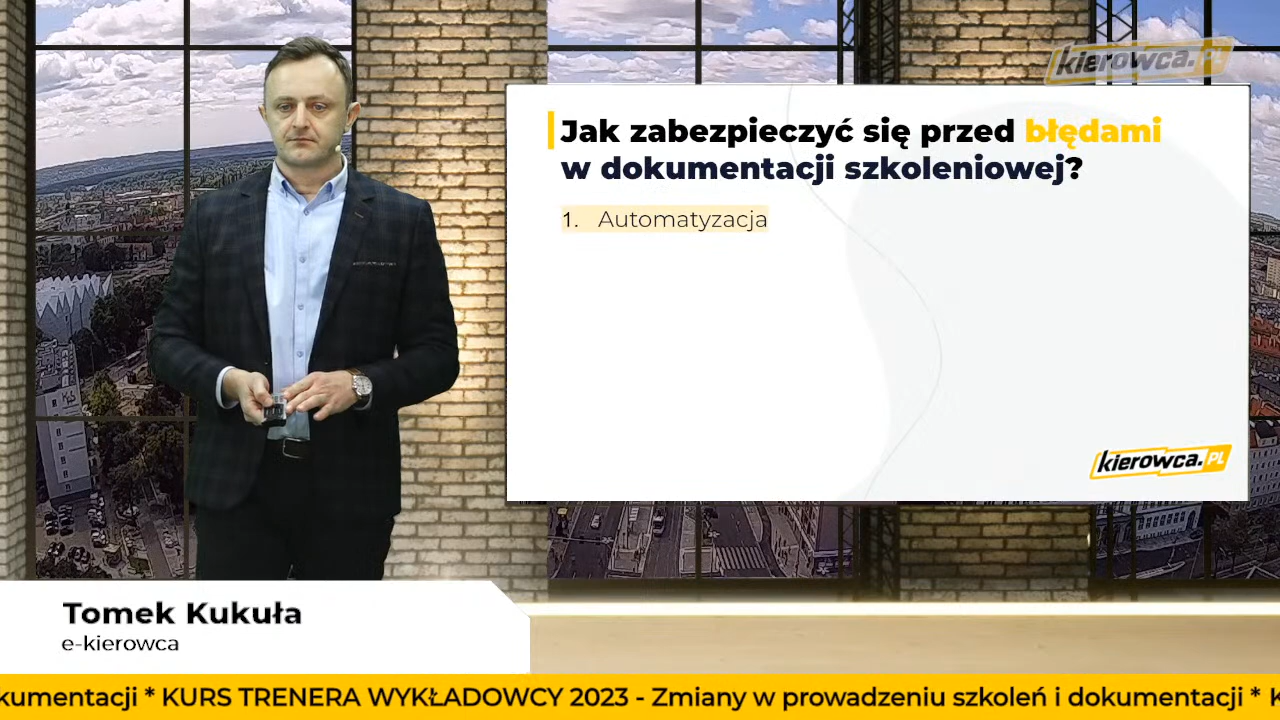 kierowca.PL
Jak zabezpieczyć się przed błędami
w dokumentacji szkoleniowej?
1. Automatyzacja
kierowca.PL
Tomek Kukuła
e-kierowca
kumentacji * KURS TRENERA WYKŁADOWCY 2023 - Zmiany w prowadzeniu szkoleń i dokumentacji * K